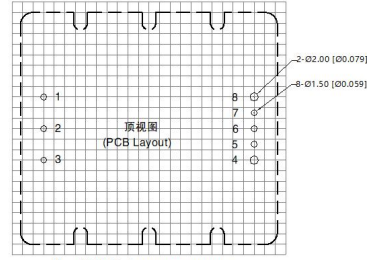 2-Ø2.00 [Ø0.079]
8-Ø1.50 [Ø0.059]
1 8
7
2 顶视图 6
(PCB Layout) 5
3 4